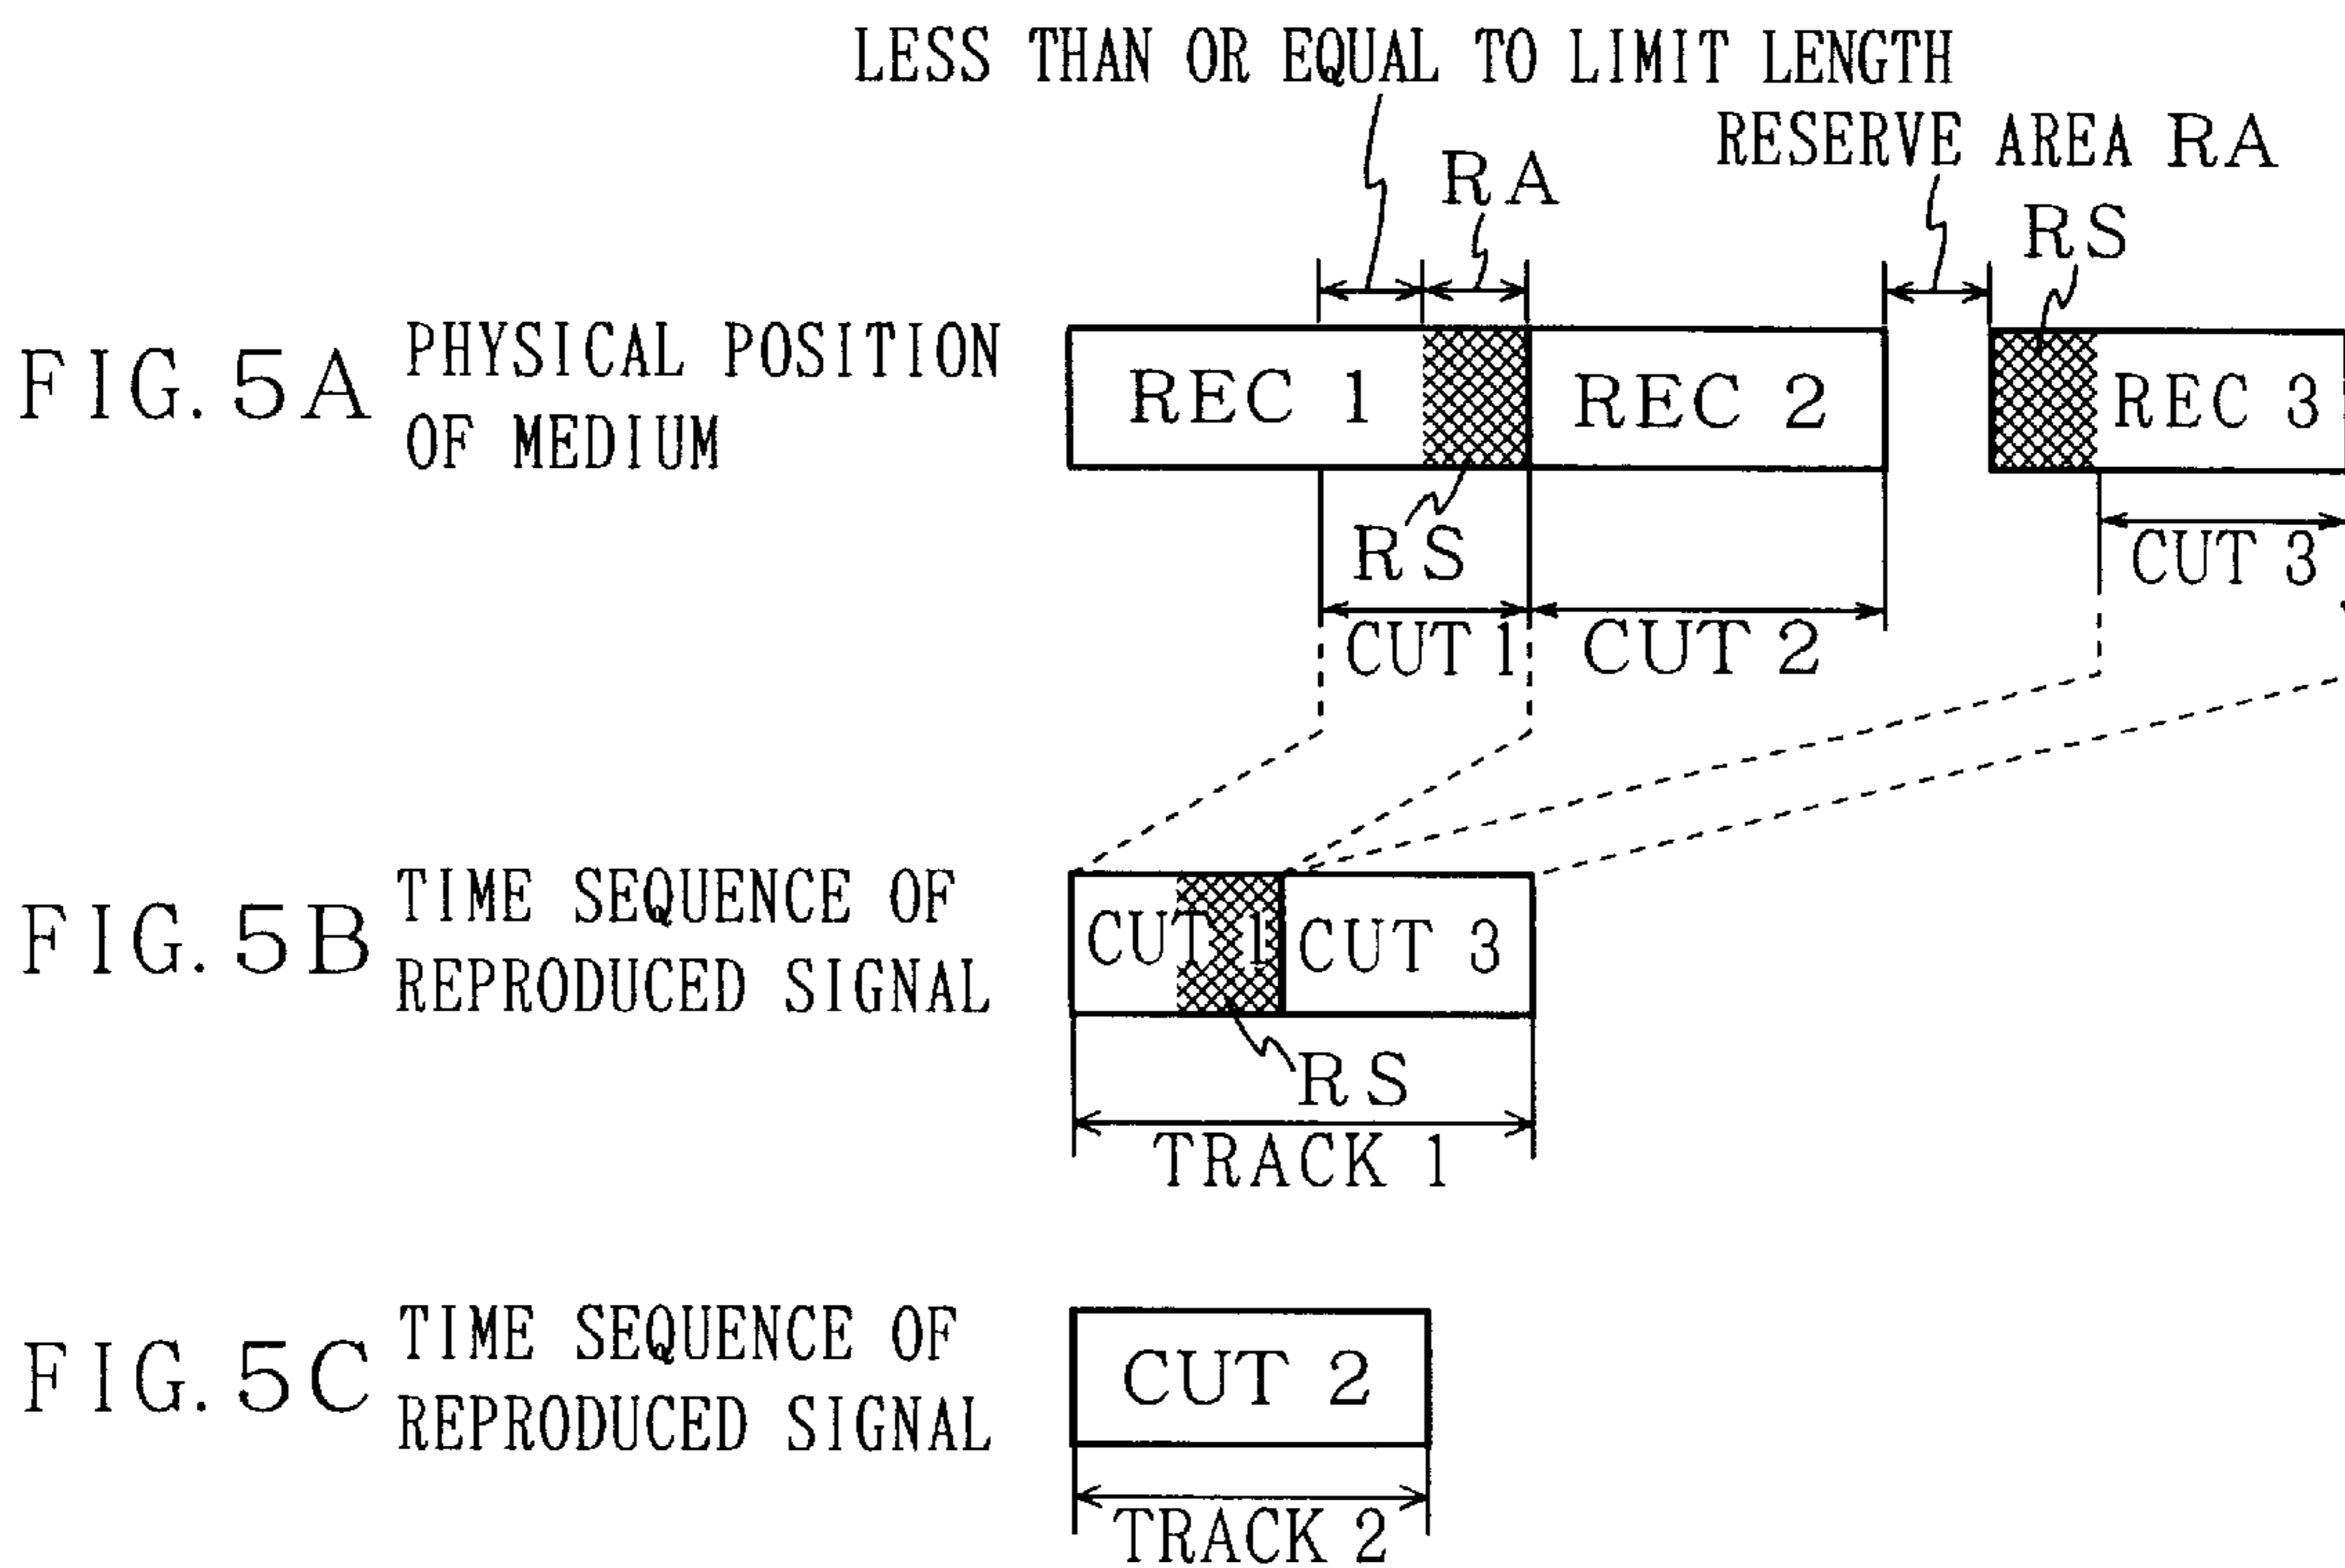 LESS THAN OR EQUAL TO LIMIT LENGTH
RESERVE AREA RA
RA
RS
FIG. 5A
PHYSICAL POSITION
OF MEDIUM
REC 1
REC 2
REC 3
RS
CUT 3
CUT 1
CUT 2
FIG. 5B
TIME SEQUENCE OF
REPRODUCED SIGNAL
CUT 1
CUT 3
RS
TRACK 1
FIG. 5C
TIME SEQUENCE OF
REPRODUCED SIGNAL
CUT 2
TRACK 2